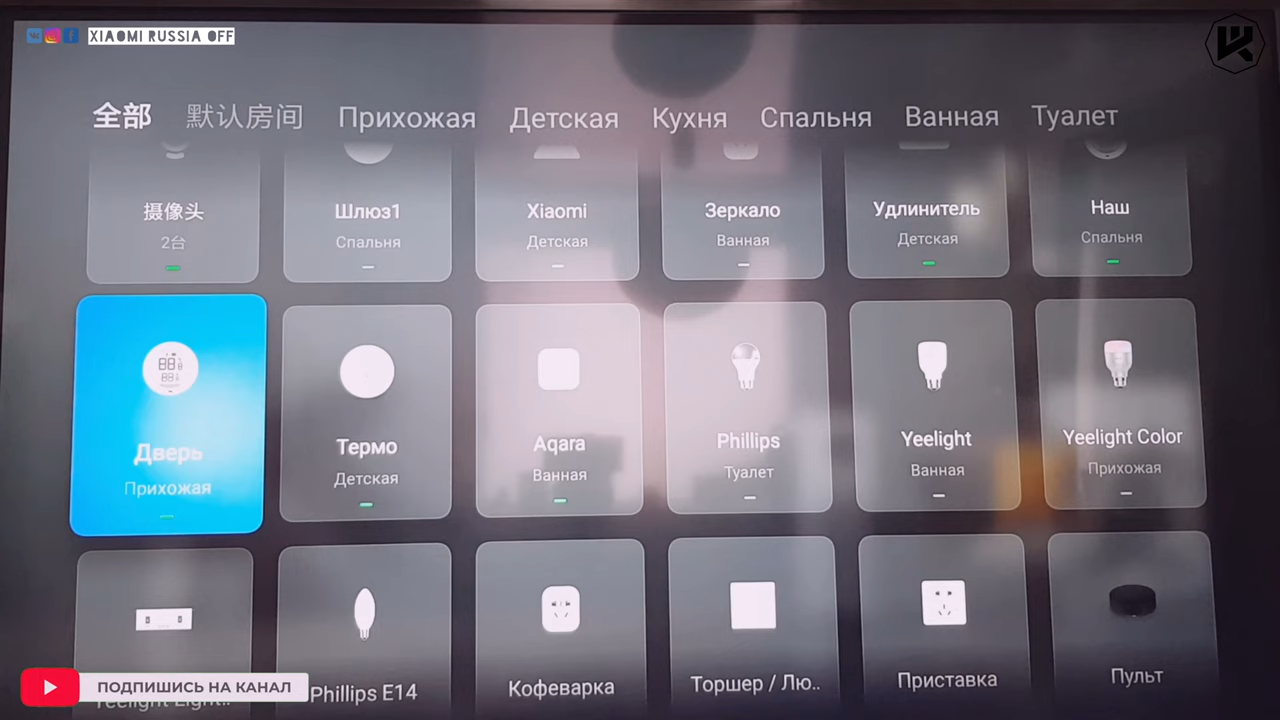 XIAOMI RUSSIA OFF
全部 默认房间 Прихожая Детская Кухня Спальня Ванная Туалет
摄像头 Шлюз1 Xiaomi Зеркало Удлинитель Наш
2台 Спальня Детская Ванная Детская Спальня
Дверь Термо Aqara Phillips Yeelight Yeelight Color
Прихожая Детская Ванная Туалет Ванная Прихожая
Phillips E14 Кофеварка Торшер / Лю.. Приставка Пульт
ПОДПИШИСЬ НА КАНАЛ